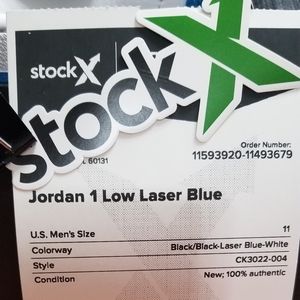 stockX
stockX
Order Number:
60131
11593920-11493679
Jordan 1 Low Laser Blue
U.S. Men's Size 11
Colorway Black/Black-Laser Blue-White
Style CK3022-004
Condition New; 100% authentic